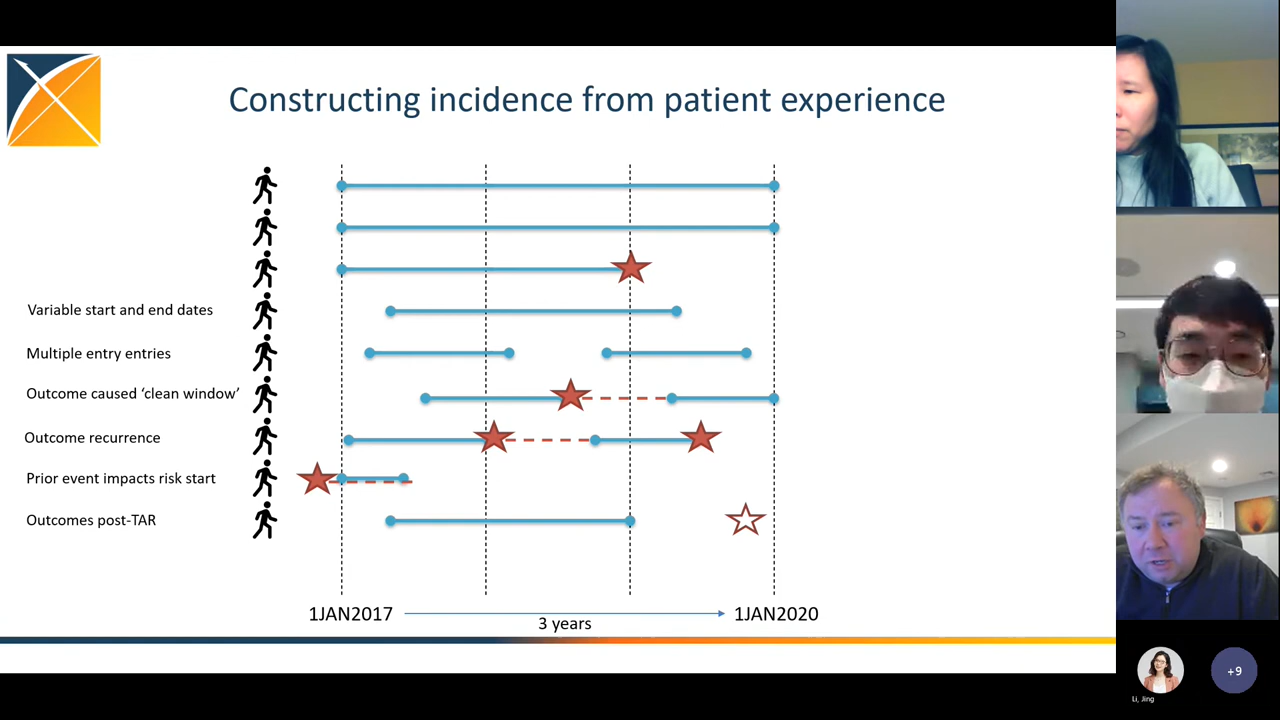 Constructing incidence from patient experience
Variable start and end dates
Multiple entry entries
Outcome caused ‘clean window’
Outcome recurrence
Prior event impacts risk start
Outcomes post-TAR
1JAN2017
3 years
1JAN2020
+9
Li, Jing